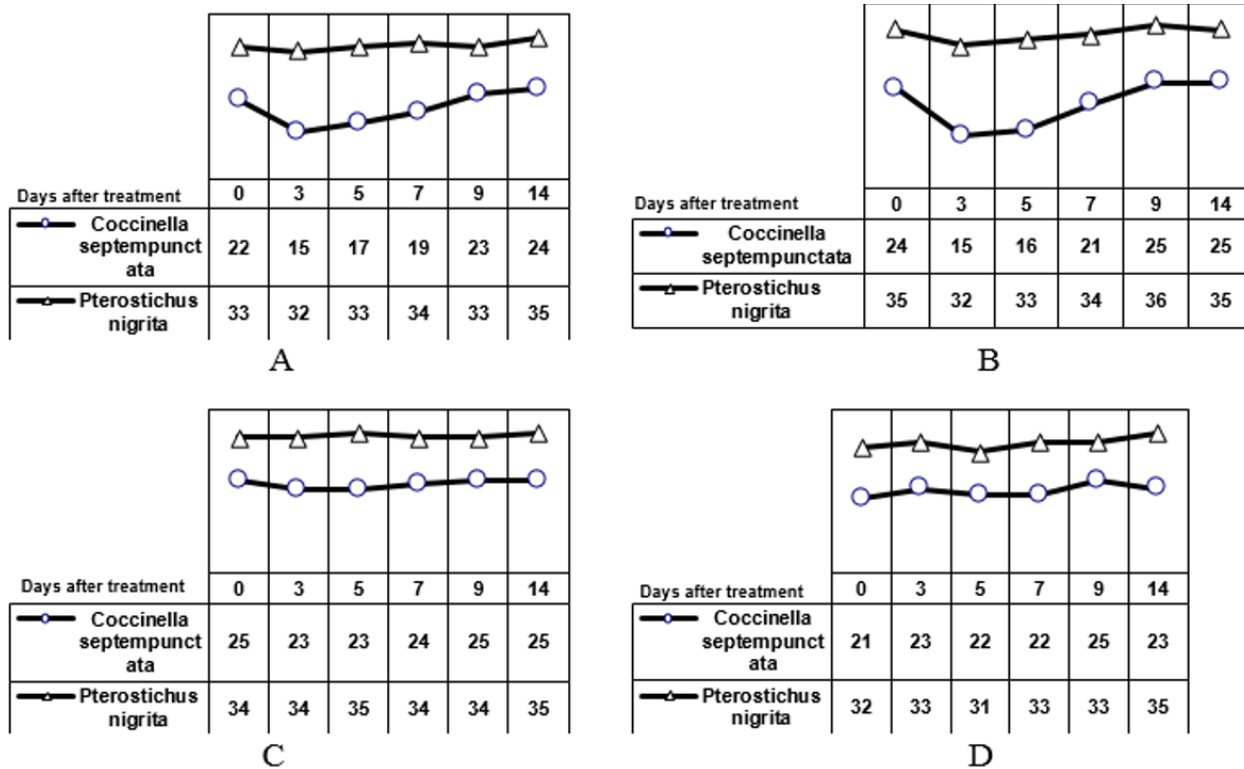 Days after treatment 0 3 5 7 9 14
Coccinella
septempunct
ata
22 15 17 19 23 24
Pterostichus
nigrita
33 32 33 34 33 35
A
Days after treatment 0 3 5 7 9 14
Coccinella
septempunctata
24 15 16 21 25 25
Pterostichus
nigrita
35 32 33 34 36 35
B
Days after treatment 0 3 5 7 9 14
Coccinella
septempunct
ata
25 23 23 24 25 25
Pterostichus
nigrita
34 34 35 34 34 35
C
Days after treatment 0 3 5 7 9 14
Coccinella
septempunct
ata
21 23 22 22 25 23
Pterostichus
nigrita
32 33 31 33 33 35
D